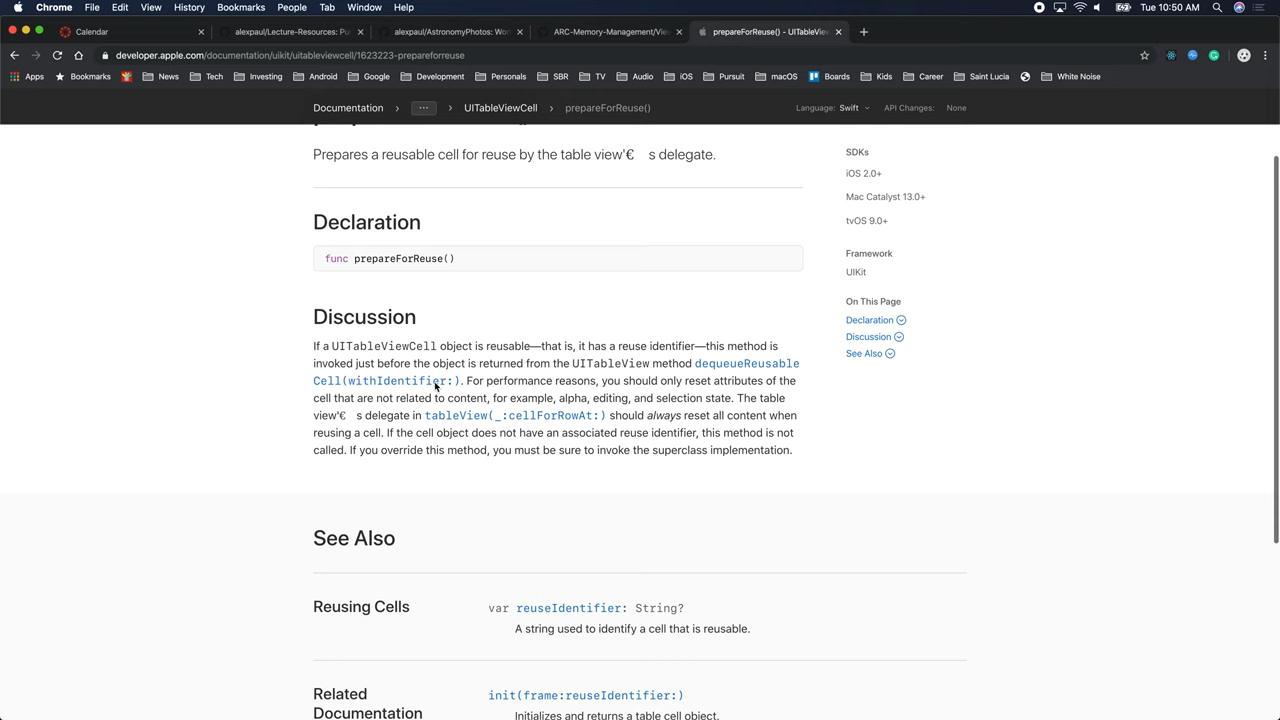 Chrome File Edit View History Bookmarks People Tab Window Help Tue 10:50 AM
Calendar alexpaul/Lecture-Resources: Pu alexpaul/AstronomyPhotos: Wo ARC-Memory-Management/Vie prepareForReuse() - UITableView
developer.apple.com/documentation/uikit/uitableviewcell/1623223-prepareforreuse
Apps Bookmarks News Tech Investing Android Google Development Personals SBR TV Audio iOS Pursuit macOS Boards Kids Career Saint Lucia White Noise
Documentation ··· UITableViewCell prepareForReuse() Language: Swift API Changes: None
Prepares a reusable cell for reuse by the table view'€ s delegate.
Declaration
func prepareForReuse()
Discussion
If a UITableViewCell object is reusable—that is, it has a reuse identifier—this method is
invoked just before the object is returned from the UITableView method dequeueReusable
Cell(withIdentifier:). For performance reasons, you should only reset attributes of the
cell that are not related to content, for example, alpha, editing, and selection state. The table
view'€ s delegate in tableView(_:cellForRowAt:) should always reset all content when
reusing a cell. If the cell object does not have an associated reuse identifier, this method is not
called. If you override this method, you must be sure to invoke the superclass implementation.
SDKs
iOS 2.0+
Mac Catalyst 13.0+
tvOS 9.0+
Framework
UIKit
On This Page
Declaration
Discussion
See Also
See Also
Reusing Cells
var reuseIdentifier: String?
A string used to identify a cell that is reusable.
Related
Documentation
init(frame:reuseIdentifier:)
Initializes and returns a table cell object.